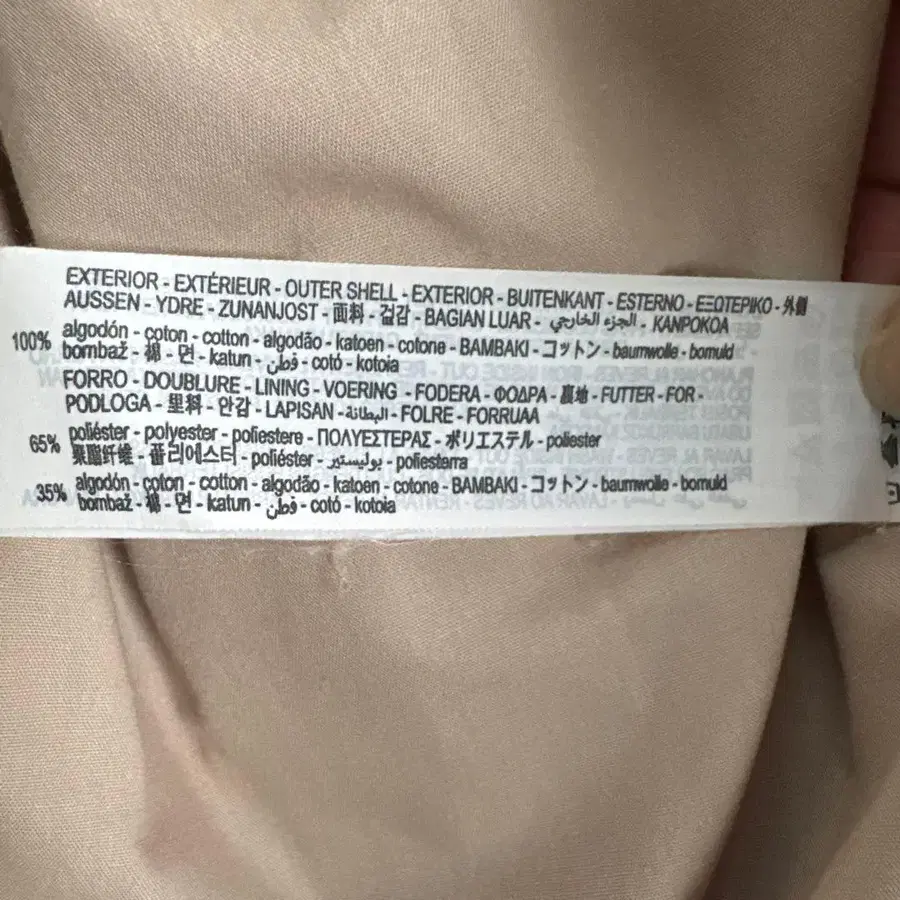 EXTERIOR - EXTÉRIEUR - OUTER SHELL - EXTERIOR - BUITENKANT - ESTERNO - ΕΞΩΤΕΡΙΚΟ - 外側
AUSSEN - YDRE - ZUNANJOST - 面料 - 겉감 - BAGIAN LUAR - الجزء الخارجي - KANPOKOA
100% algodón - coton - cotton - algodão - katoen - cotone - BAMBAKI - コットン - baumwolle - bomuld
bombaž - 棉 - 면 - katun - قطن - cotó - kotoia
FORRO - DOUBLURE - LINING - VOERING - FODERA - ΦΟΔΡΑ - 裏地 - FUTTER - FOR -
PODLOGA - 里料 - 안감 - LAPISAN - البطانة - FOLRE - FORRUAA
65% poliéster - polyester - poliestere - ΠΟΛΥΕΣΤΕΡΑΣ - ポリエステル - poliester
聚酯纤维 - 폴리에스터 - poliéster - بوليستير - poliesterra
35% algodón - coton - cotton - algodão - katoen - cotone - BAMBAKI - コットン - baumwolle - bomuld
bombaž - 棉 - 면 - katun - قطن - cotó - kotoia